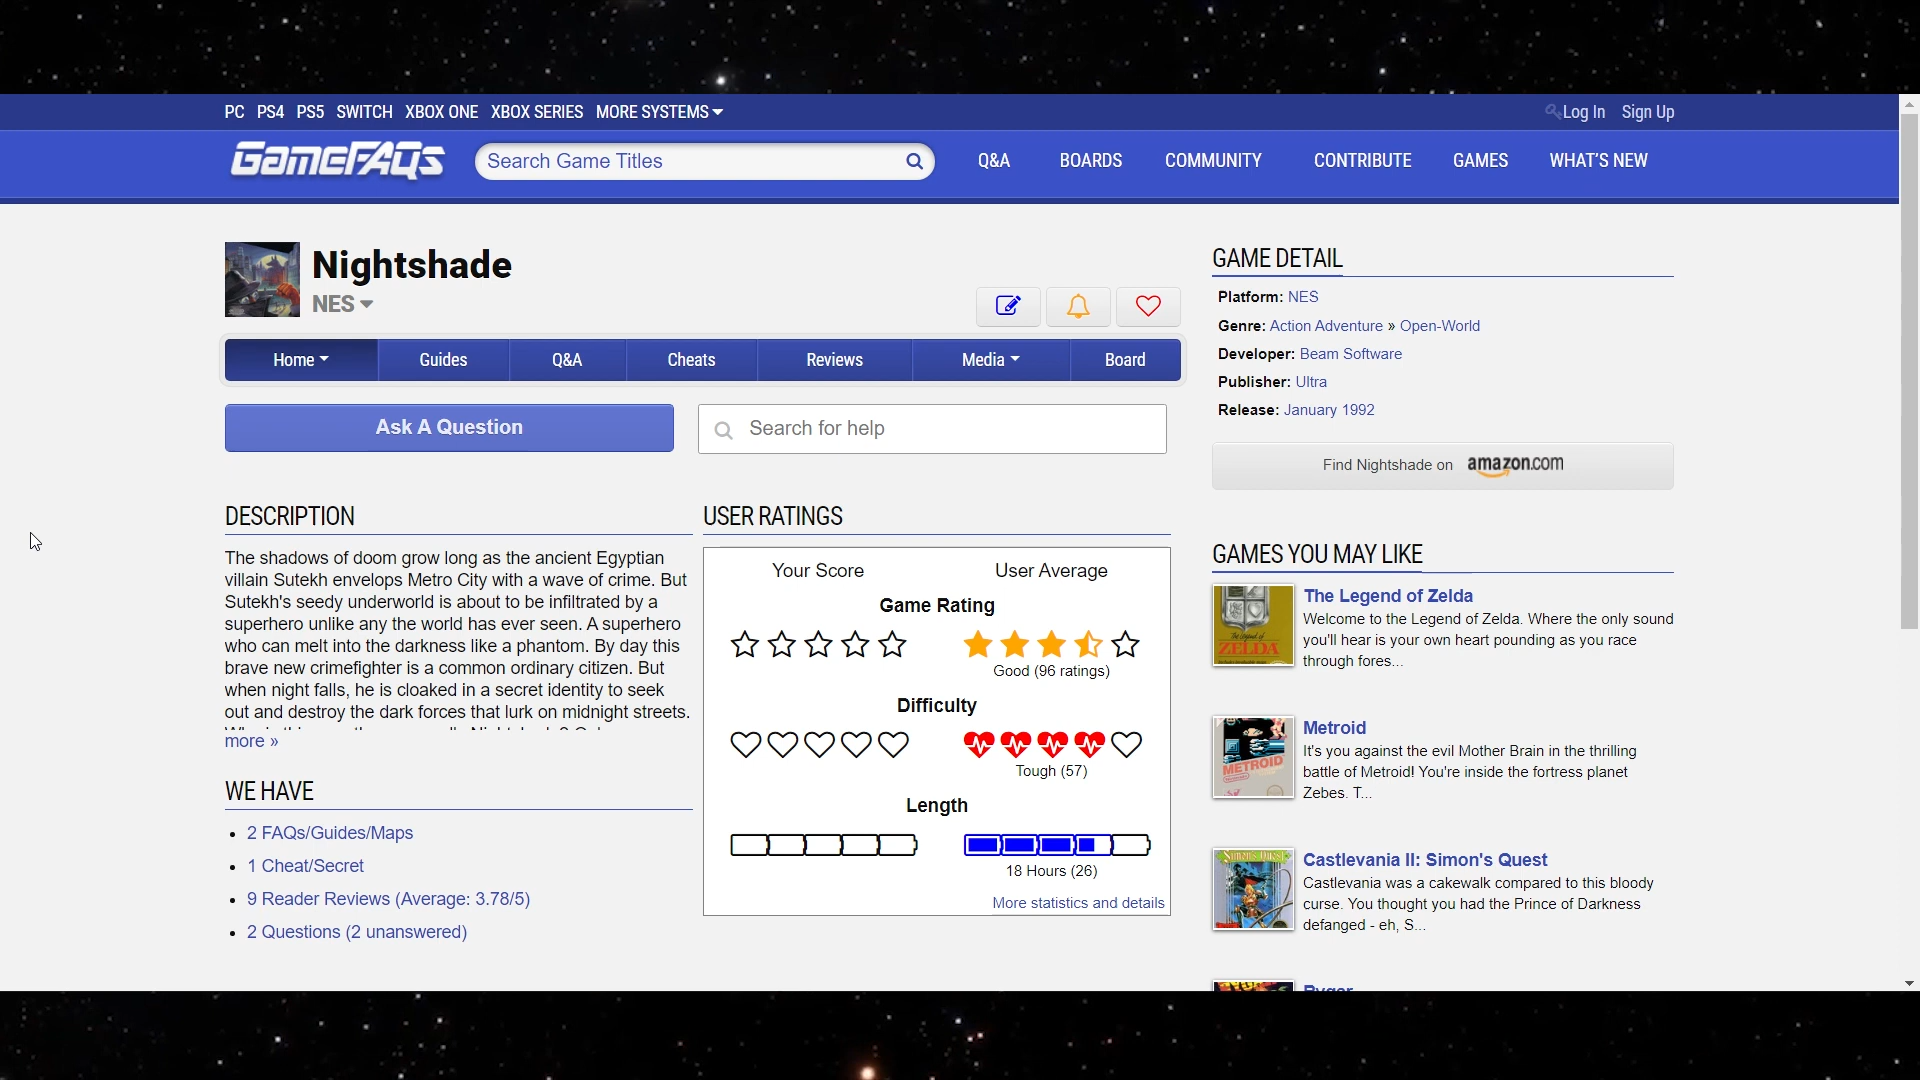 PC PS4 PS5 SWITCH XBOX ONE XBOX SERIES MORE SYSTEMS
Log In Sign Up
GameFAQs
Search Game Titles
Q&A BOARDS COMMUNITY CONTRIBUTE GAMES WHAT'S NEW
Nightshade
NES
Home Guides Q&A Cheats Reviews Media Board
Ask A Question
Search for help
DESCRIPTION
The shadows of doom grow long as the ancient Egyptian
villain Sutekh envelops Metro City with a wave of crime. But
Sutekh's seedy underworld is about to be infiltrated by a
superhero unlike any the world has ever seen. A superhero
who can melt into the darkness like a phantom. By day this
brave new crimefighter is a common ordinary citizen. But
when night falls, he is cloaked in a secret identity to seek
out and destroy the dark forces that lurk on midnight streets.
more »
WE HAVE
• 2 FAQs/Guides/Maps
• 1 Cheat/Secret
• 9 Reader Reviews (Average: 3.78/5)
• 2 Questions (2 unanswered)
USER RATINGS
Your Score User Average
Game Rating
Good (96 ratings)
Difficulty
Tough (57)
Length
18 Hours (26)
More statistics and details
GAME DETAIL
Platform: NES
Genre: Action Adventure » Open-World
Developer: Beam Software
Publisher: Ultra
Release: January 1992
Find Nightshade on amazon.com
GAMES YOU MAY LIKE
ZELDA
The Legend of Zelda
Welcome to the Legend of Zelda. Where the only sound
you'll hear is your own heart pounding as you race
through fores...
METROID
Metroid
It's you against the evil Mother Brain in the thrilling
battle of Metroid! You're inside the fortress planet
Zebes. T...
Castlevania II: Simon's Quest
Castlevania was a cakewalk compared to this bloody
curse. You thought you had the Prince of Darkness
defanged - eh, S...